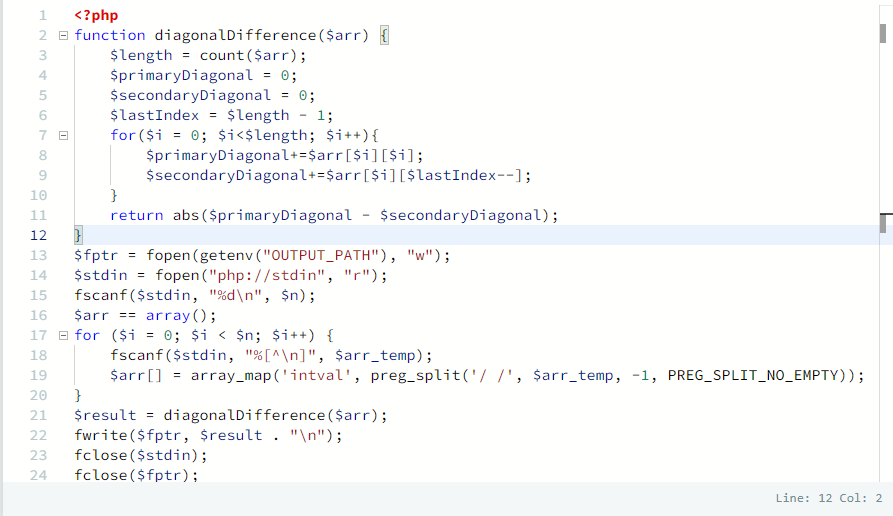 1 <?php
2 function diagonalDifference($arr) {
3     $length = count($arr);
4     $primaryDiagonal = 0;
5     $secondaryDiagonal = 0;
6     $lastIndex = $length - 1;
7     for($i = 0; $i<$length; $i++){
8         $primaryDiagonal+=$arr[$i][$i];
9         $secondaryDiagonal+=$arr[$i][$lastIndex--];
10     }
11     return abs($primaryDiagonal - $secondaryDiagonal);
12 }
13 $fptr = fopen(getenv("OUTPUT_PATH"), "w");
14 $stdin = fopen("php://stdin", "r");
15 fscanf($stdin, "%d\n", $n);
16 $arr == array();
17 for ($i = 0; $i < $n; $i++) {
18     fscanf($stdin, "%[^\n]", $arr_temp);
19     $arr[] = array_map('intval', preg_split('/ /', $arr_temp, -1, PREG_SPLIT_NO_EMPTY));
20 }
21 $result = diagonalDifference($arr);
22 fwrite($fptr, $result . "\n");
23 fclose($stdin);
24 fclose($fptr);
Line: 12 Col: 2